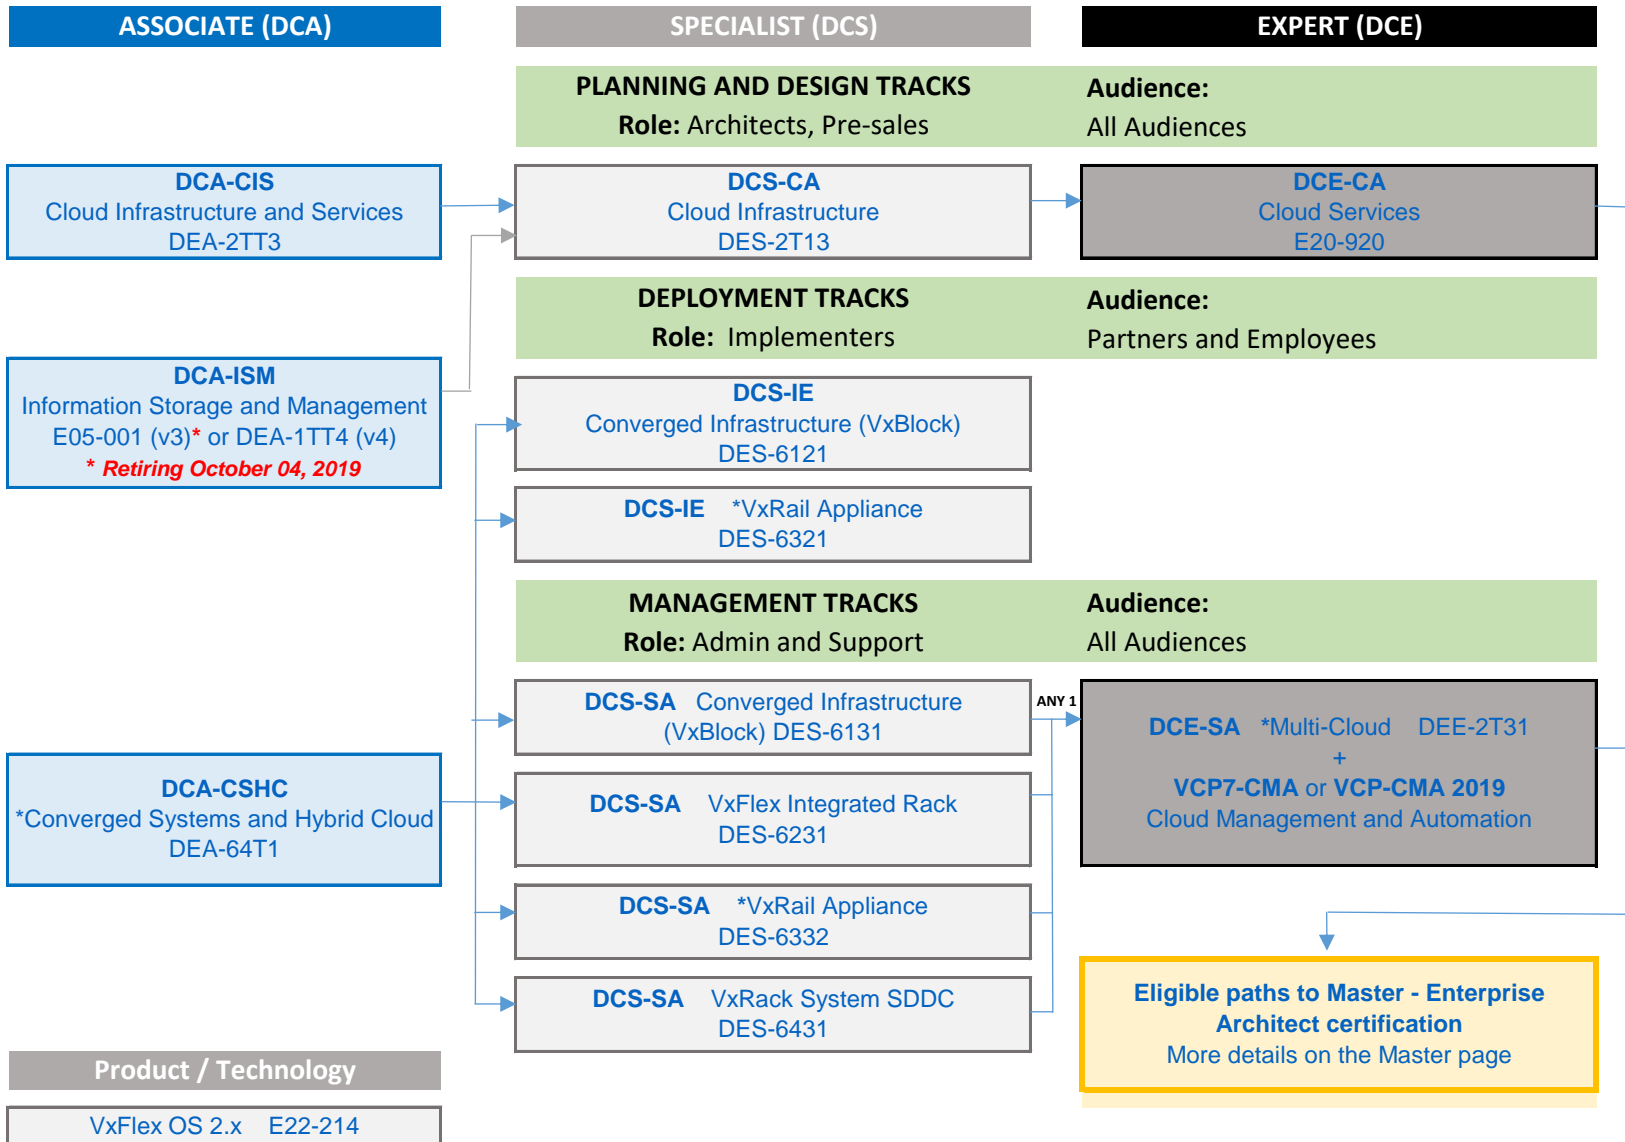 ASSOCIATE (DCA)
SPECIALIST (DCS)
EXPERT (DCE)
PLANNING AND DESIGN TRACKS
Role: Architects, Pre-sales
Audience:
All Audiences
DCA-CIS
Cloud Infrastructure and Services
DEA-2TT3
DCS-CA
Cloud Infrastructure
DES-2T13
DCE-CA
Cloud Services
E20-920
DEPLOYMENT TRACKS
Role: Implementers
Audience:
Partners and Employees
DCA-ISM
Information Storage and Management
E05-001 (v3)* or DEA-1TT4 (v4)
* Retiring October 04, 2019
DCS-IE
Converged Infrastructure (VxBlock)
DES-6121
DCS-IE *VxRail Appliance
DES-6321
MANAGEMENT TRACKS
Role: Admin and Support
Audience:
All Audiences
DCS-SA Converged Infrastructure
(VxBlock) DES-6131
ANY 1
DCE-SA *Multi-Cloud DEE-2T31
+
VCP7-CMA or VCP-CMA 2019
Cloud Management and Automation
DCA-CSHC
*Converged Systems and Hybrid Cloud
DEA-64T1
DCS-SA VxFlex Integrated Rack
DES-6231
DCS-SA *VxRail Appliance
DES-6332
DCS-SA VxRack System SDDC
DES-6431
Eligible paths to Master - Enterprise
Architect certification
More details on the Master page
Product / Technology
VxFlex OS 2.x E22-214